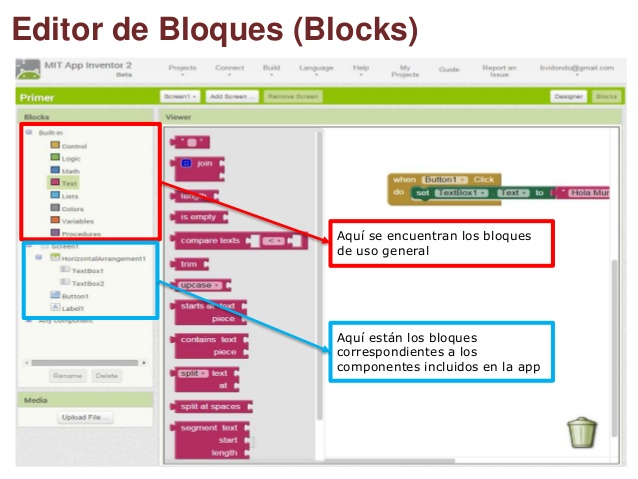 Editor de Bloques (Blocks)
MIT App Inventor 2
Beta
Projects
Connect
Build
Language
Help
My Projects
Guide
Report an Issue
bvidondo@gmail.com
Primer
Screen1
Add Screen ...
Remove Screen
Designer
Blocks
Blocks
Viewer
Built-in
Control
Logic
Math
Text
Lists
Colors
Variables
Procedures
Screen1
HorizontalArrangement1
TextBox1
TextBox2
Button1
Label1
Any component
Rename
Delete
Media
Upload File ...
" "
join
length
is empty
compare texts <
trim
upcase
starts at text
piece
contains text
piece
split text
at
split at spaces
segment text
start
length
when Button1 .Click
do set TextBox1 . Text to " Hola Mun
Aquí se encuentran los bloques
de uso general
Aquí están los bloques
correspondientes a los
componentes incluidos en la app